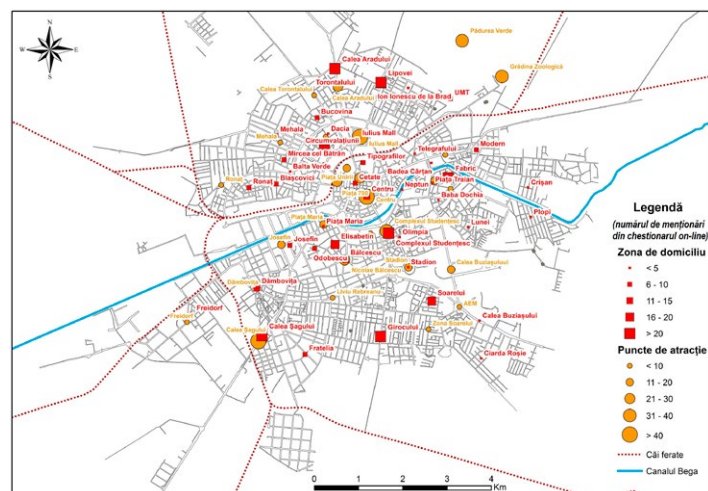 N
W
E
S
Pădurea Verde
Grădina Zoologică
Calea Aradului
Lipovei
Torontalului
Calea Torontalului
Calea Aradului
Ion Ionescu de la Brad
UMT
Bucovina
Mehala
Mehala
Dacia
Iulius Mall
Iulius Mall
Circumvalațiunii
Mircea cel Bătrân
Telegrafului
Modern
Tipografilor
Balta Verde
Badea Cârțan
Fabric
Blașcovici
Piața Unirii
Cetate
Piața Traian
Ronaț
Ronaț
Neptun
Crișan
Piața 700
Centru
Centru
Baba Dochia
Plopi
Piața Maria
Piața Maria
Complexul Studențesc
Lunei
Elisabetin
Olimpia
Josefin
Josefin
Complexul Studențesc
Odobescu
Bălcescu
Stadion
Stadion
Nicolae Bălcescu
Calea Buziașului
Dâmbovița
Dâmbovița
Liviu Rebreanu
Soarelui
AEM
Freidorf
Freidorf
Calea Șagului
Calea Șagului
Girocului
Zona Soarelui
Calea Buziașului
Fratelia
Ciarda Roșie
Legendă
(numărul de menționări
din chestionarul on-line)
Zona de domiciliu
< 5
6 - 10
11 - 15
16 - 20
> 20
Puncte de atracție
< 10
11 - 20
21 - 30
31 - 40
> 40
Căi ferate
Canalul Bega
0 1 2 3 4
Km